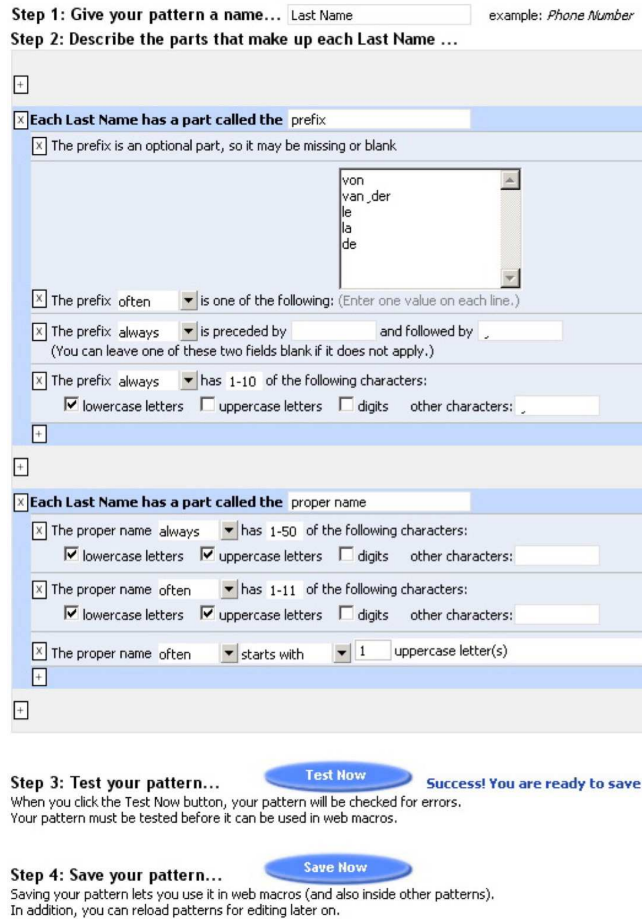 Step 1: Give your pattern a name... Last Name example: Phone Number
Step 2: Describe the parts that make up each Last Name ...
+
x Each Last Name has a part called the prefix
x The prefix is an optional part, so it may be missing or blank
von
van˽der
le
la
de
x The prefix often is one of the following: (Enter one value on each line.)
x The prefix always is preceded by and followed by ˽
(You can leave one of these two fields blank if it does not apply.)
x The prefix always has 1-10 of the following characters:
lowercase letters uppercase letters digits other characters: ˽
+
+
x Each Last Name has a part called the proper name
x The proper name always has 1-50 of the following characters:
lowercase letters uppercase letters digits other characters:
x The proper name often has 1-11 of the following characters:
lowercase letters uppercase letters digits other characters:
x The proper name often starts with 1 uppercase letter(s)
+
+
Step 3: Test your pattern... Test Now Success! You are ready to save
When you click the Test Now button, your pattern will be checked for errors.
Your pattern must be tested before it can be used in web macros.
Step 4: Save your pattern... Save Now
Saving your pattern lets you use it in web macros (and also inside other patterns).
In addition, you can reload patterns for editing later on.